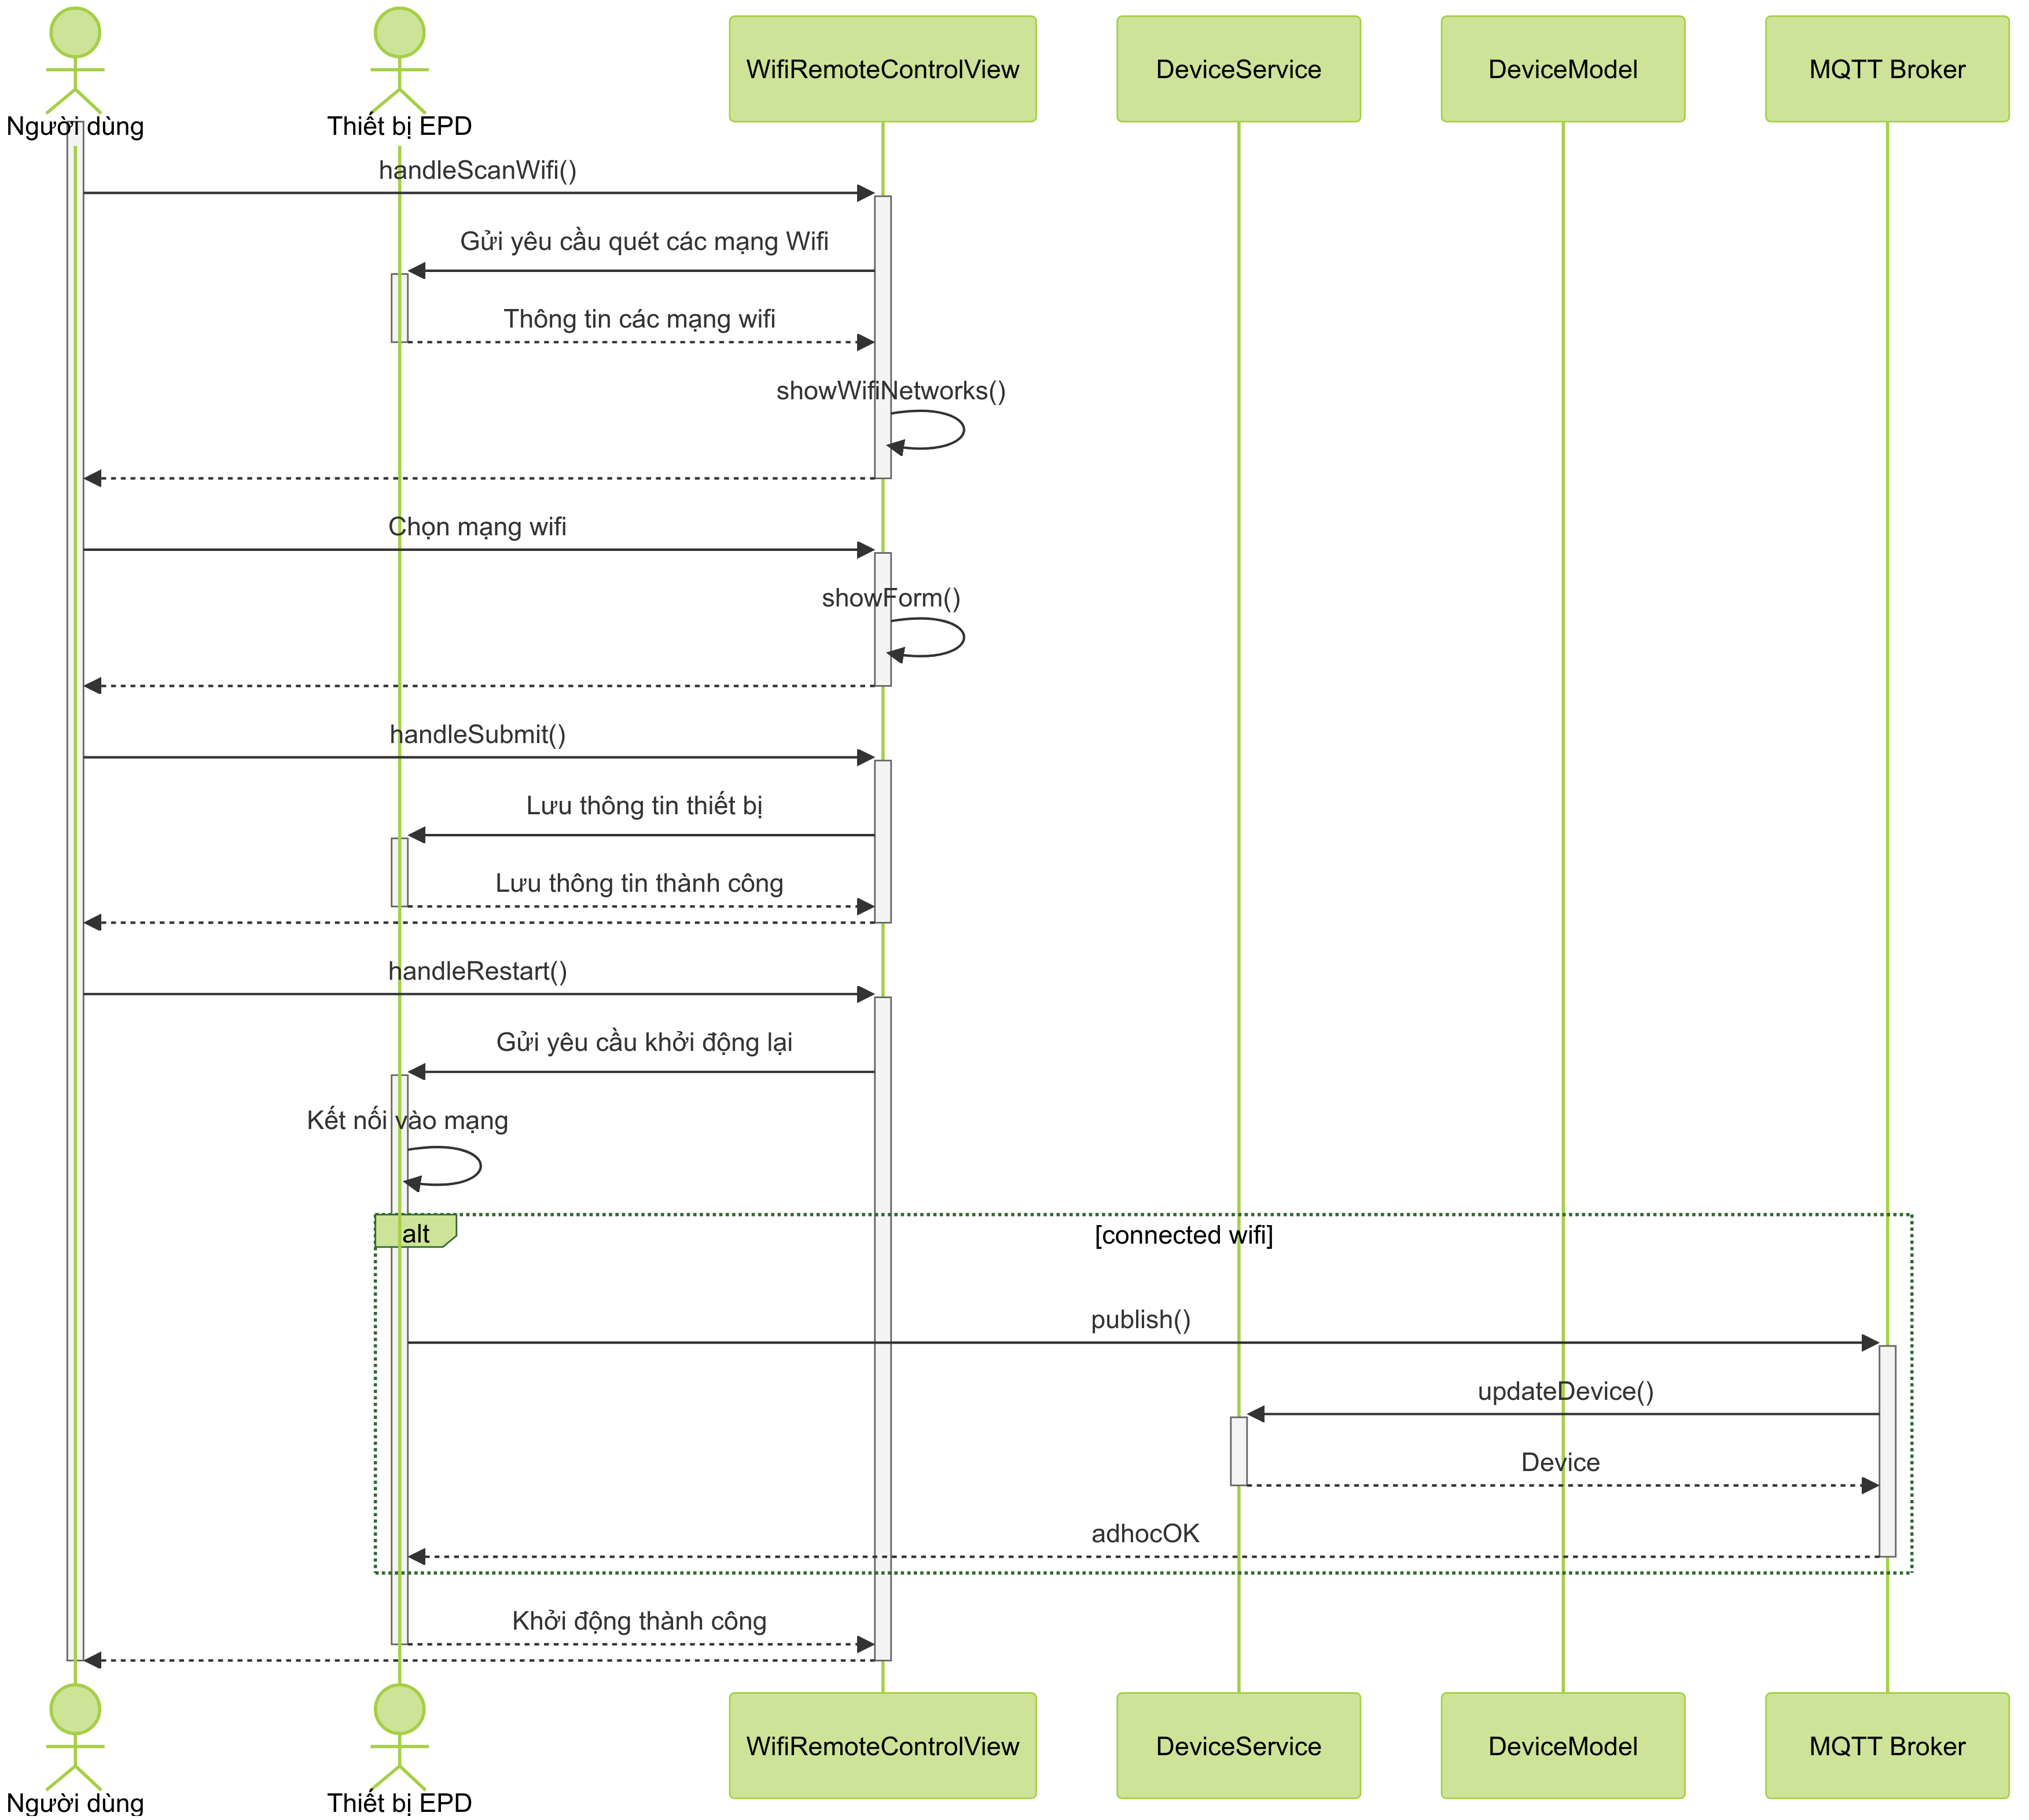 Người dùng
Thiết bị EPD
WifiRemoteControlView
DeviceService
DeviceModel
MQTT Broker
handleScanWifi()
Gửi yêu cầu quét các mạng Wifi
Thông tin các mạng wifi
showWifiNetworks()
Chọn mạng wifi
showForm()
handleSubmit()
Lưu thông tin thiết bị
Lưu thông tin thành công
handleRestart()
Gửi yêu cầu khởi động lại
Kết nối vào mạng
alt
[connected wifi]
publish()
updateDevice()
Device
adhocOK
Khởi động thành công
WifiRemoteControlView
DeviceService
DeviceModel
MQTT Broker
Người dùng
Thiết bị EPD